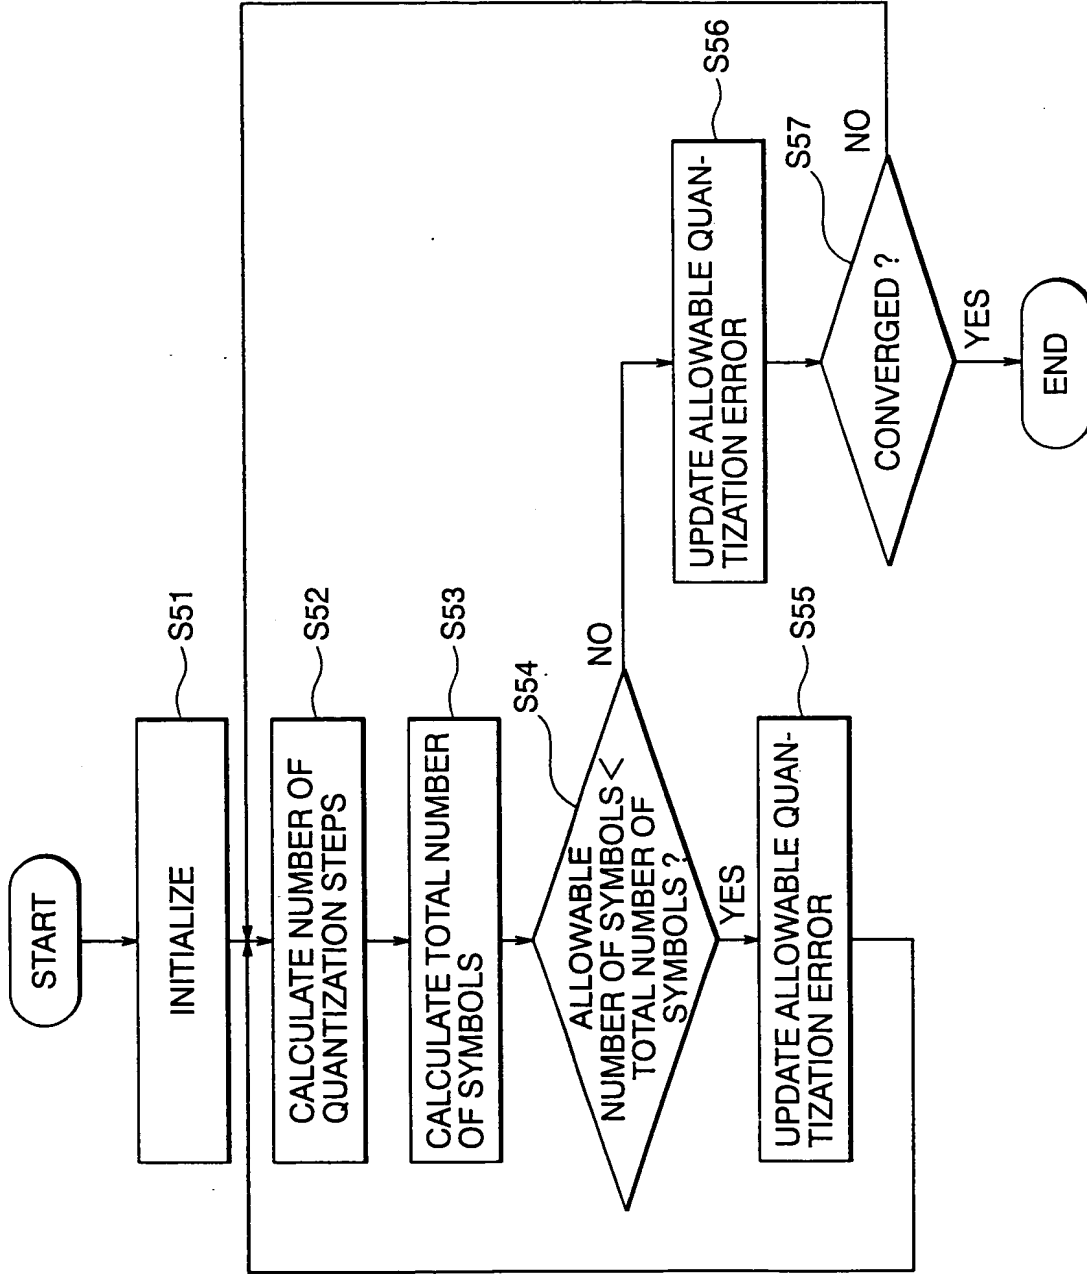 START
INITIALIZE
S51
CALCULATE NUMBER OF
QUANTIZATION STEPS
S52
CALCULATE TOTAL NUMBER
OF SYMBOLS
S53
ALLOWABLE
NUMBER OF SYMBOLS <
TOTAL NUMBER OF
SYMBOLS ?
S54
NO
YES
UPDATE ALLOWABLE QUAN-
TIZATION ERROR
S55
UPDATE ALLOWABLE QUAN-
TIZATION ERROR
S56
CONVERGED ?
S57
NO
YES
END